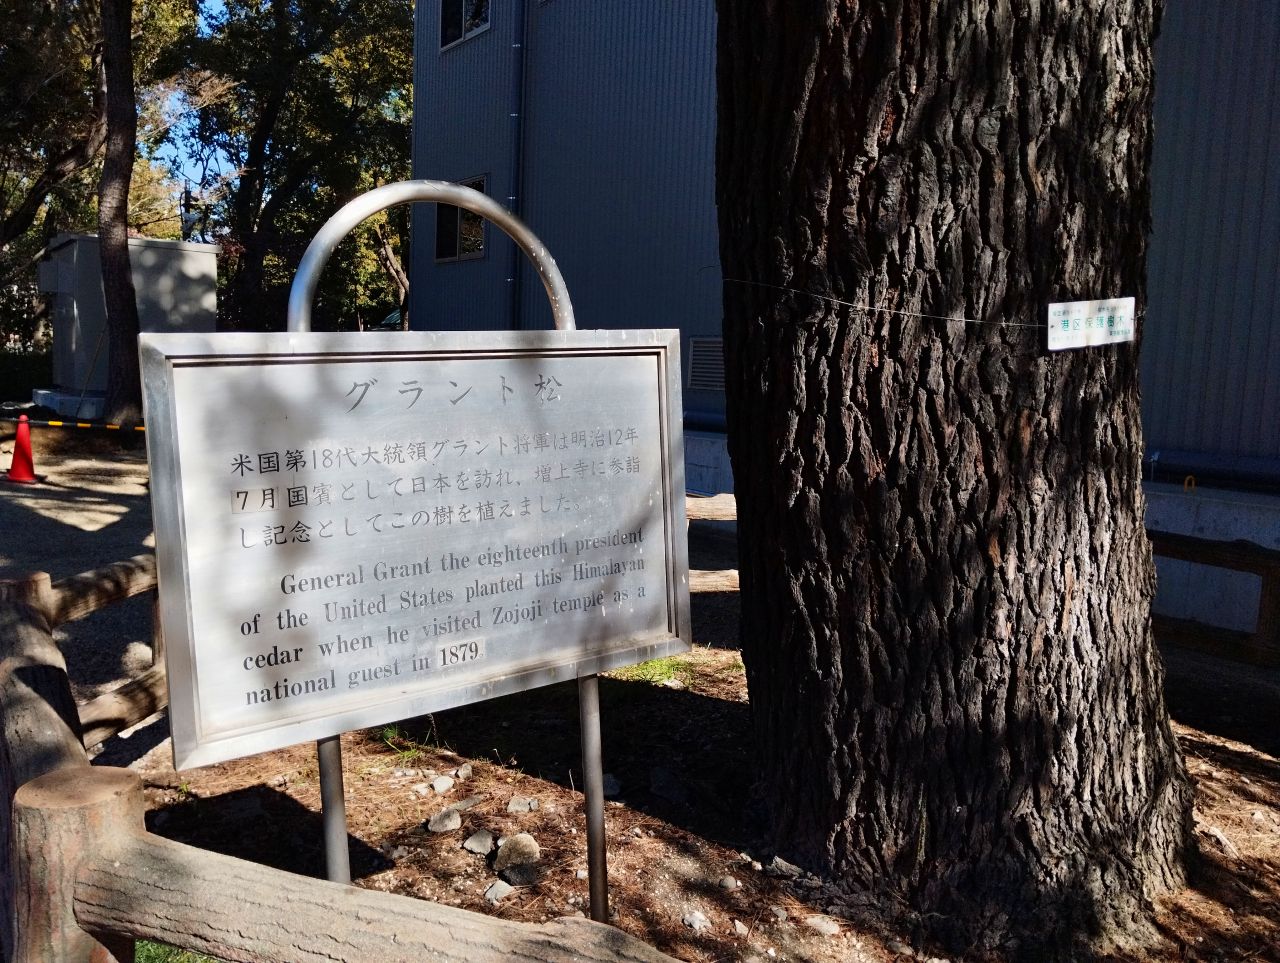 グラント松
米国第18代大統領グラント将軍は明治12年
7月国賓として日本を訪れ、増上寺に参詣
し記念としてこの樹を植えました。
General Grant the eighteenth president
of the United States planted this Himalayan
cedar when he visited Zojoji temple as a
national guest in 1879.
港区保護樹木